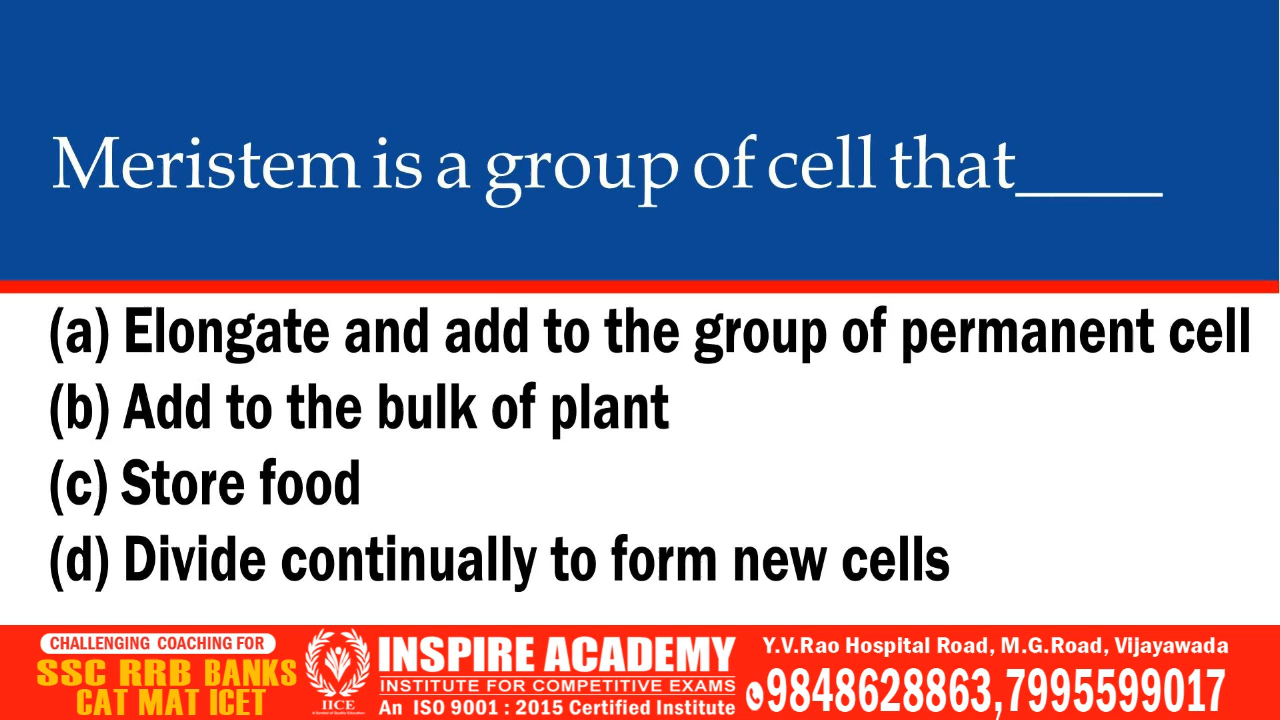 Meristem is a group of cell that____
(a) Elongate and add to the group of permanent cell
(b) Add to the bulk of plant
(c) Store food
(d) Divide continually to form new cells
CHALLENGING COACHING FOR
SSC RRB BANKS
CAT MAT ICET
IICE
INSPIRE ACADEMY
INSTITUTE FOR COMPETITIVE EXAMS
An ISO 9001 : 2015 Certified Institute
Y.V.Rao Hospital Road, M.G.Road, Vijayawada
9848628863,7995599017